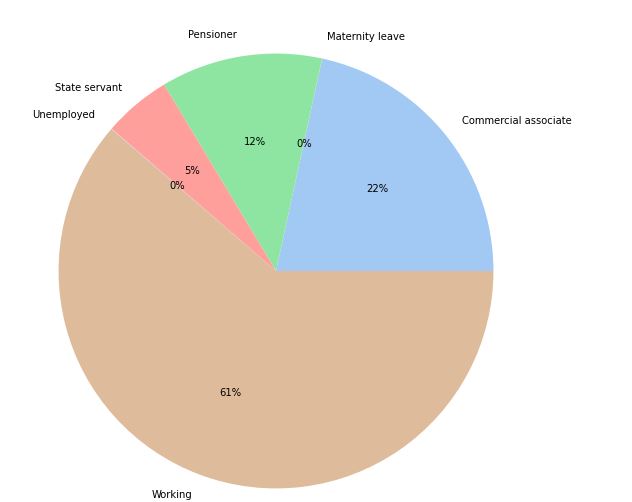 Pensioner
Maternity leave
State servant
Unemployed
Commercial associate
12%
0%
5%
0%
22%
61%
Working